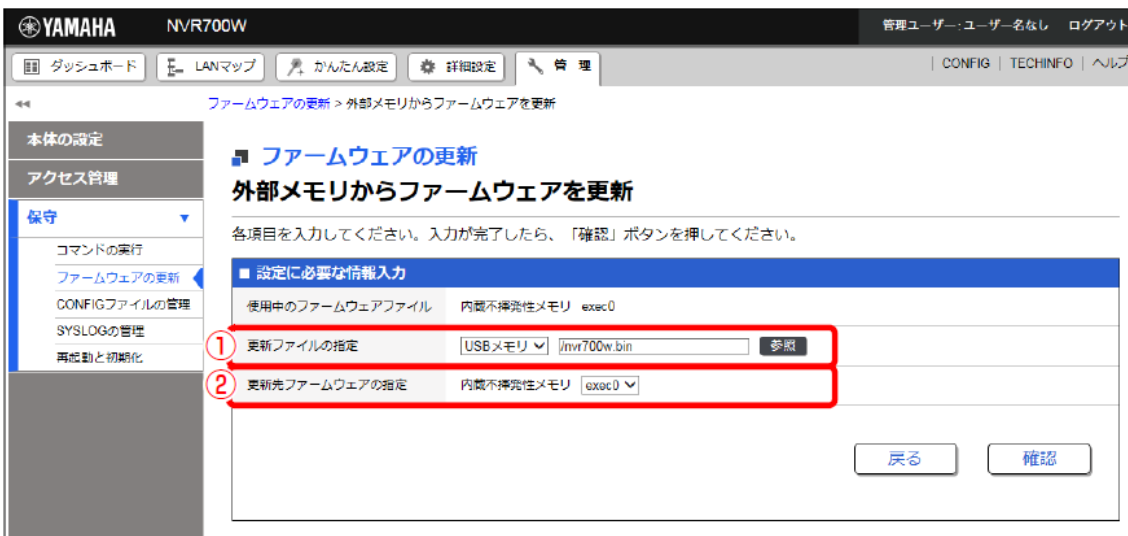 YAMAHA NVR700W 管理ユーザー:ユーザー名なし ログアウト
ダッシュボード LANマップ かんたん設定 詳細設定 管 理 | CONFIG | TECHINFO | ヘルプ
ファームウェアの更新 > 外部メモリからファームウェアを更新
本体の設定
アクセス管理
保守
コマンドの実行
ファームウェアの更新
CONFIGファイルの管理
SYSLOGの管理
再起動と初期化
ファームウェアの更新
外部メモリからファームウェアを更新
各項目を入力してください。入力が完了したら、「確認」ボタンを押してください。
■ 設定に必要な情報入力
使用中のファームウェアファイル 内蔵不揮発性メモリ exec0
① 更新ファイルの指定 USBメモリ /nvr700w.bin 参照
② 更新先ファームウェアの指定 内蔵不揮発性メモリ exec0
戻る 確認